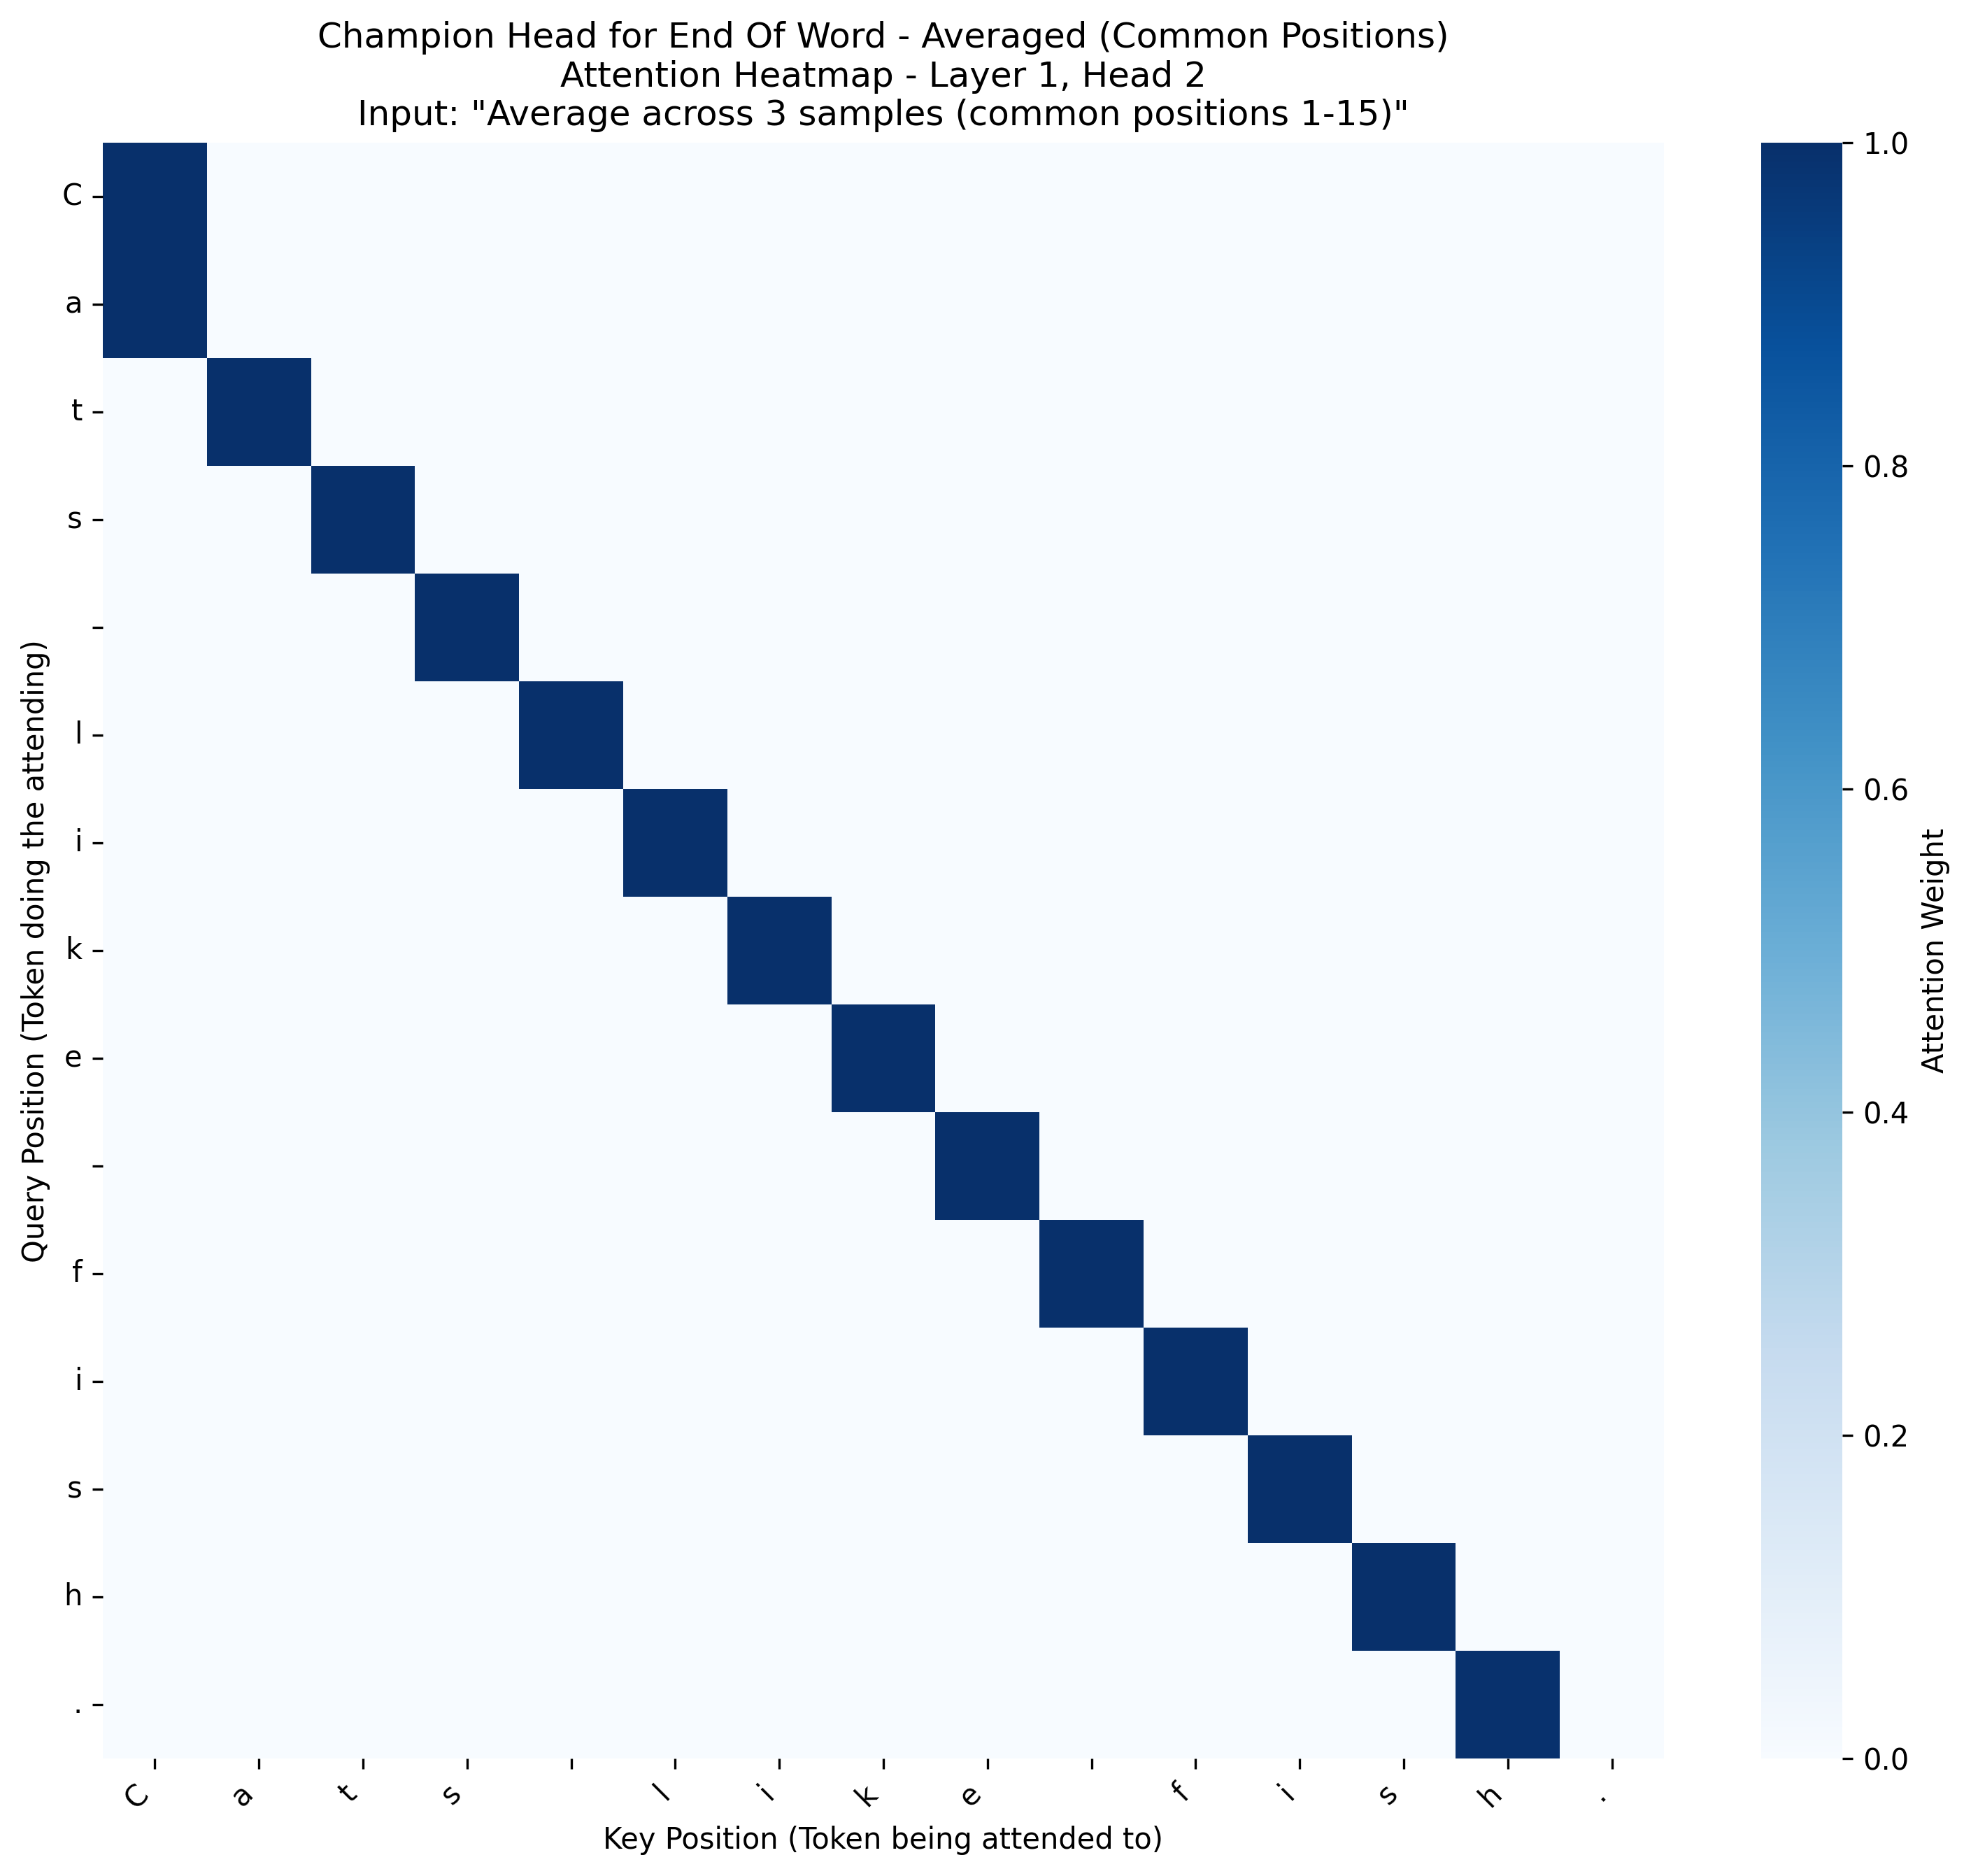 Champion Head for End Of Word - Averaged (Common Positions)
Attention Heatmap - Layer 1, Head 2
Input: "Average across 3 samples (common positions 1-15)"
Query Position (Token doing the attending)
C
a
t
s
l
i
k
e
f
i
s
h
.
C
a
t
s
l
i
k
e
f
i
s
h
.
Key Position (Token being attended to)
1.0
0.8
0.6
0.4
0.2
0.0
Attention Weight